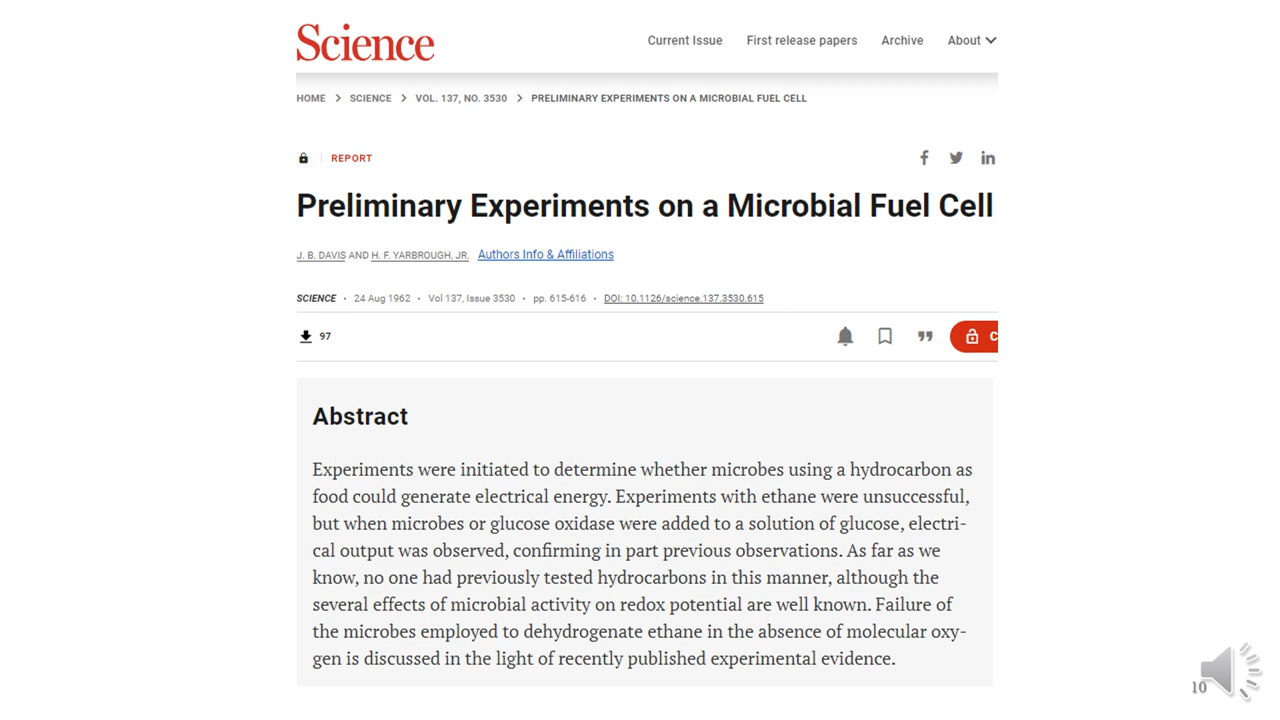 Science
Current Issue First release papers Archive About
HOME > SCIENCE > VOL. 137, NO. 3530 > PRELIMINARY EXPERIMENTS ON A MICROBIAL FUEL CELL
REPORT
Preliminary Experiments on a Microbial Fuel Cell
J. B. DAVIS AND H. F. YARBROUGH, JR. Authors Info & Affiliations
SCIENCE • 24 Aug 1962 • Vol 137, Issue 3530 • pp. 615-616 • DOI: 10.1126/science.137.3530.615
97
C
Abstract
Experiments were initiated to determine whether microbes using a hydrocarbon as
food could generate electrical energy. Experiments with ethane were unsuccessful,
but when microbes or glucose oxidase were added to a solution of glucose, electri-
cal output was observed, confirming in part previous observations. As far as we
know, no one had previously tested hydrocarbons in this manner, although the
several effects of microbial activity on redox potential are well known. Failure of
the microbes employed to dehydrogenate ethane in the absence of molecular oxy-
gen is discussed in the light of recently published experimental evidence.
10